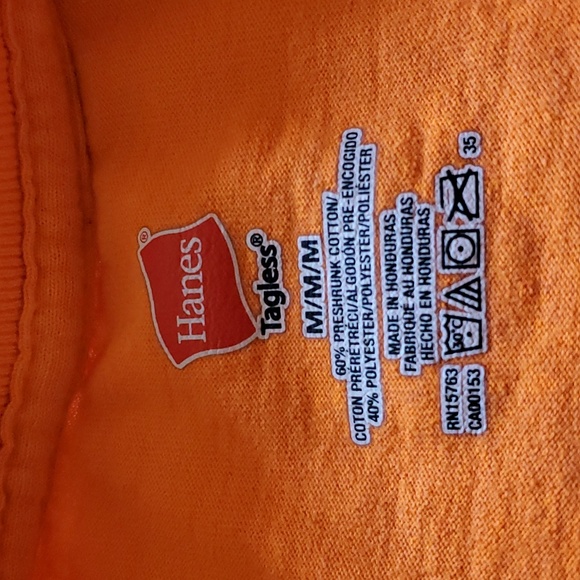 Hanes®
Tagless®
M/M/M
60% PRESHRUNK COTTON/
COTON PRÉRÉTRÉCI/ALGODÓN PRE-ENCOGIDO
40% POLYESTER/POLYESTER/POLIÉSTER
MADE IN HONDURAS
FABRIQUÉ AU HONDURAS
HECHO EN HONDURAS
RN15763
CA00153
30°C
35